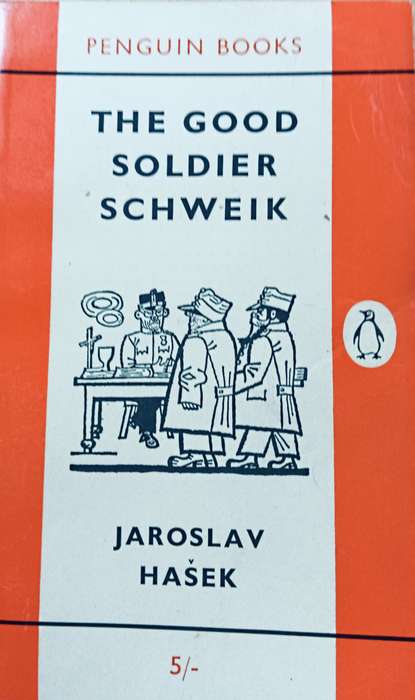 PENGUIN BOOKS
THE GOOD
SOLDIER
SCHWEIK
JAROSLAV
HAŠEK
5/-